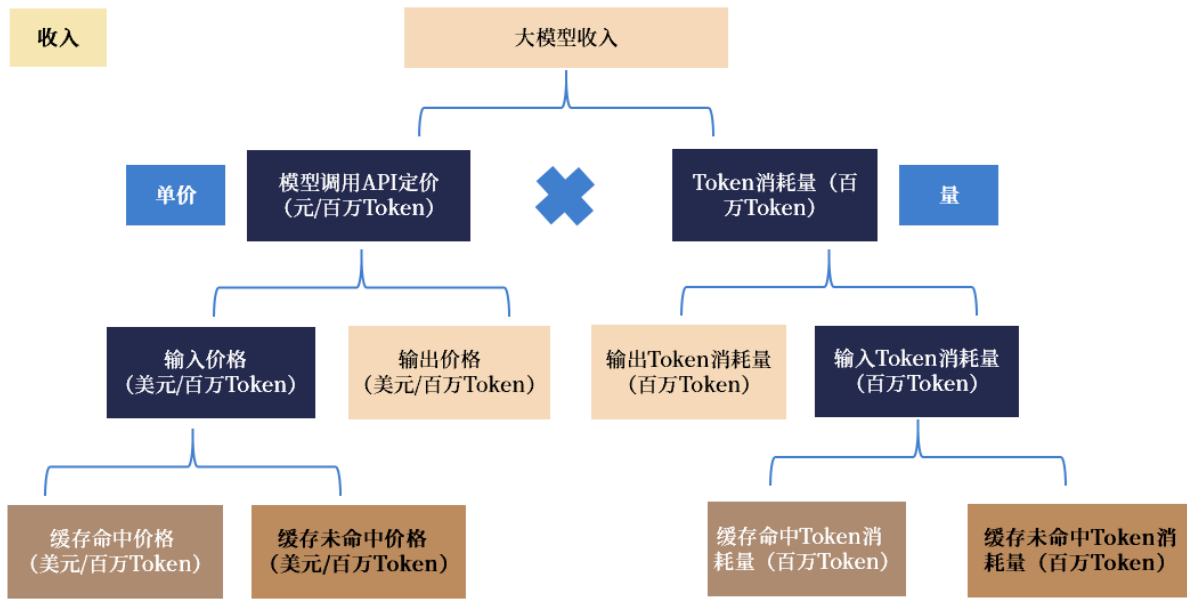 收入
大模型收入
单价
模型调用API定价
（元/百万Token）
Token消耗量（百
万Token）
量
输入价格
（美元/百万Token）
输出价格
（美元/百万Token）
输出Token消耗量
（百万Token）
输入Token消耗量
（百万Token）
缓存命中价格
（美元/百万Token）
缓存未命中价格
（美元/百万Token）
缓存命中Token消
耗量（百万Token）
缓存未命中Token消
耗量（百万Token）